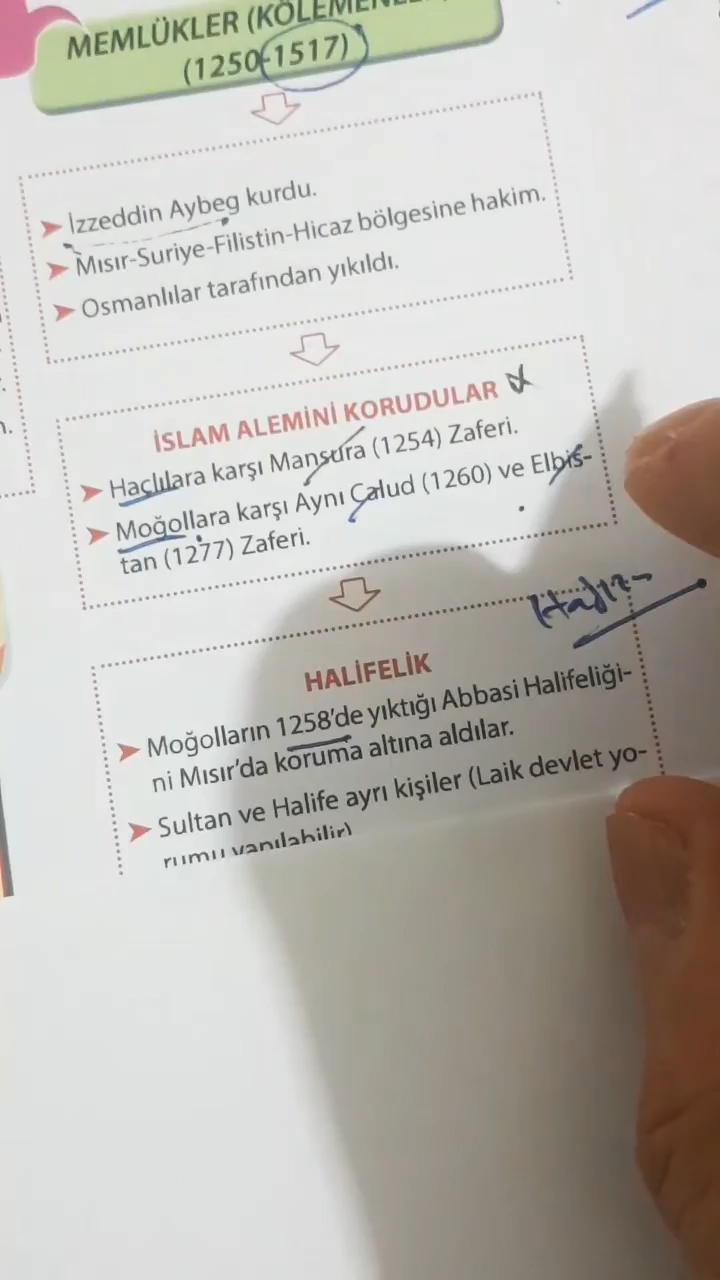 MEMLÜKLER
(1250-1517)
➤ İzzeddin Aybeg kurdu.
➤ Mısır-Suriye-Filistin-Hicaz bölgesine hakim.
➤ Osmanlılar tarafından yıkıldı.
İSLAM ALEMİNİ KORUDULAR
➤ Haçlılara karşı Mansura (1254) Zaferi.
➤ Moğollara karşı Aynı Calud (1260) ve Elbis-
tan (1277) Zaferi.
HALİFELİK
➤ Moğolların 1258'de yıktığı Abbasi Halifeliği-
ni Mısır'da koruma altına aldılar.
➤ Sultan ve Halife ayrı kişiler (Laik devlet yo-
rumu yapılabilir)